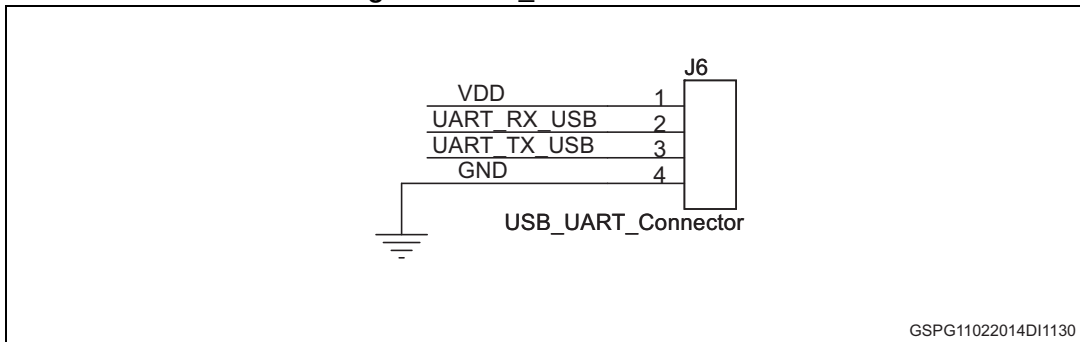 J6
VDD 1
UART_RX_USB 2
UART_TX_USB 3
GND 4
USB_UART_Connector
GSPG11022014DI1130